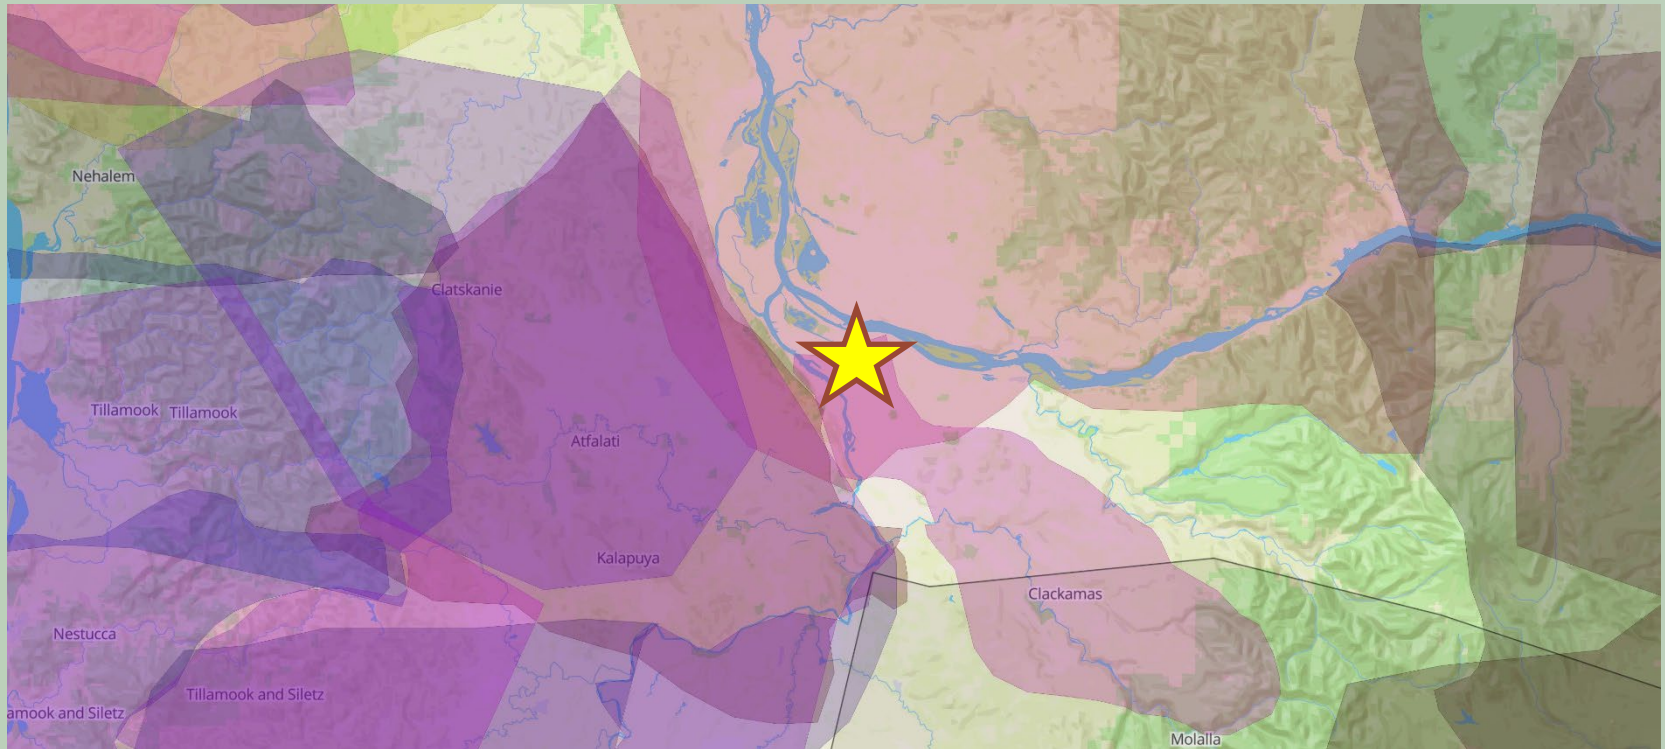 Nehalem
Clatskanie
Tillamook
Tillamook
Atfalati
Kalapuya
Clackamas
Nestucca
Tillamook and Siletz
amook and Siletz
Molalla